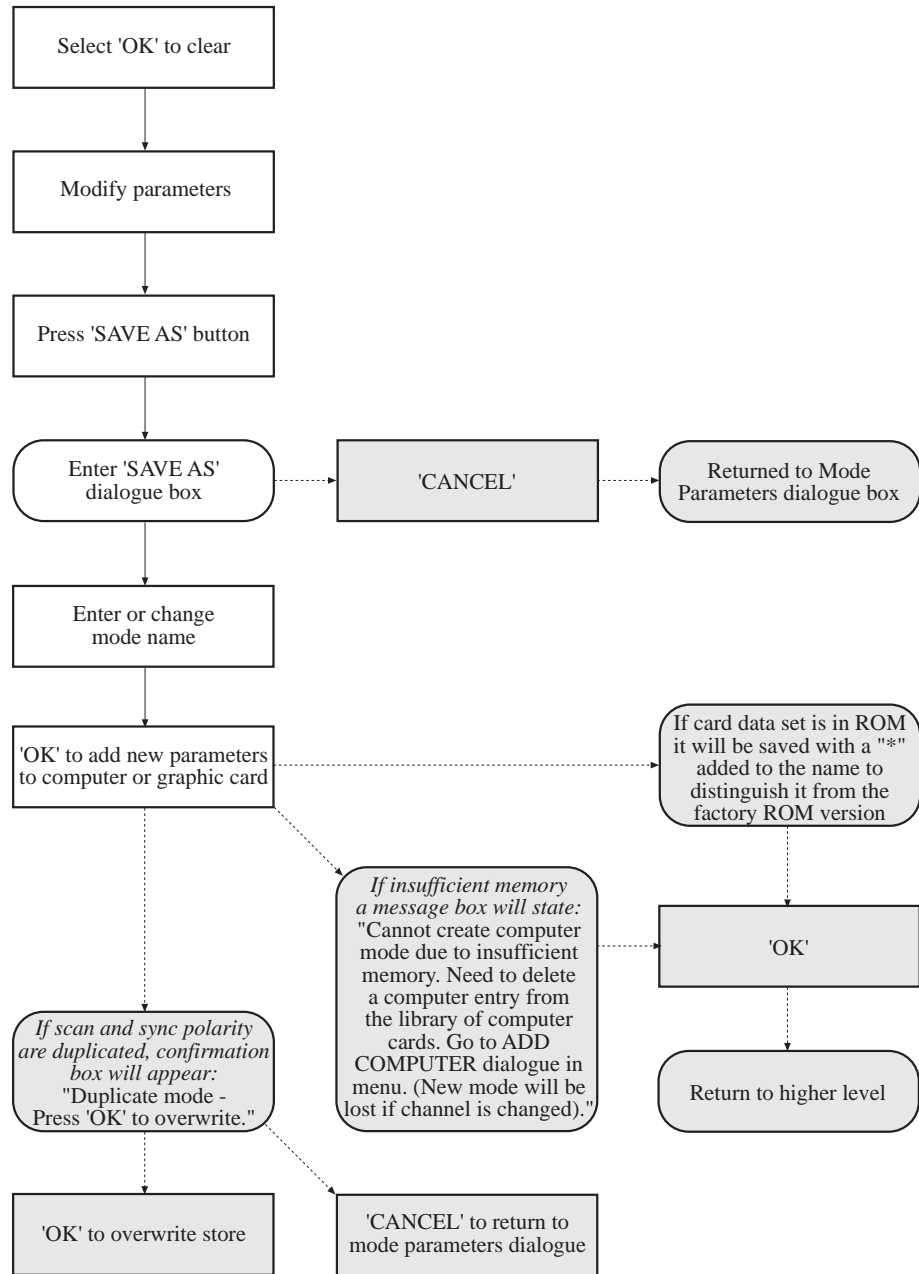 Select 'OK' to clear
Modify parameters
Press 'SAVE AS' button
Enter 'SAVE AS'
dialogue box
'CANCEL'
Returned to Mode
Parameters dialogue box
Enter or change
mode name
'OK' to add new parameters
to computer or graphic card
If card data set is in ROM
it will be saved with a "*"
added to the name to
distinguish it from the
factory ROM version
If insufficient memory
a message box will state:
"Cannot create computer
mode due to insufficient
memory. Need to delete
a computer entry from
the library of computer
cards. Go to ADD
COMPUTER dialogue in
menu. (New mode will be
lost if channel is changed)."
'OK'
If scan and sync polarity
are duplicated, confirmation
box will appear:
"Duplicate mode -
Press 'OK' to overwrite."
Return to higher level
'OK' to overwrite store
'CANCEL' to return to
mode parameters dialogue